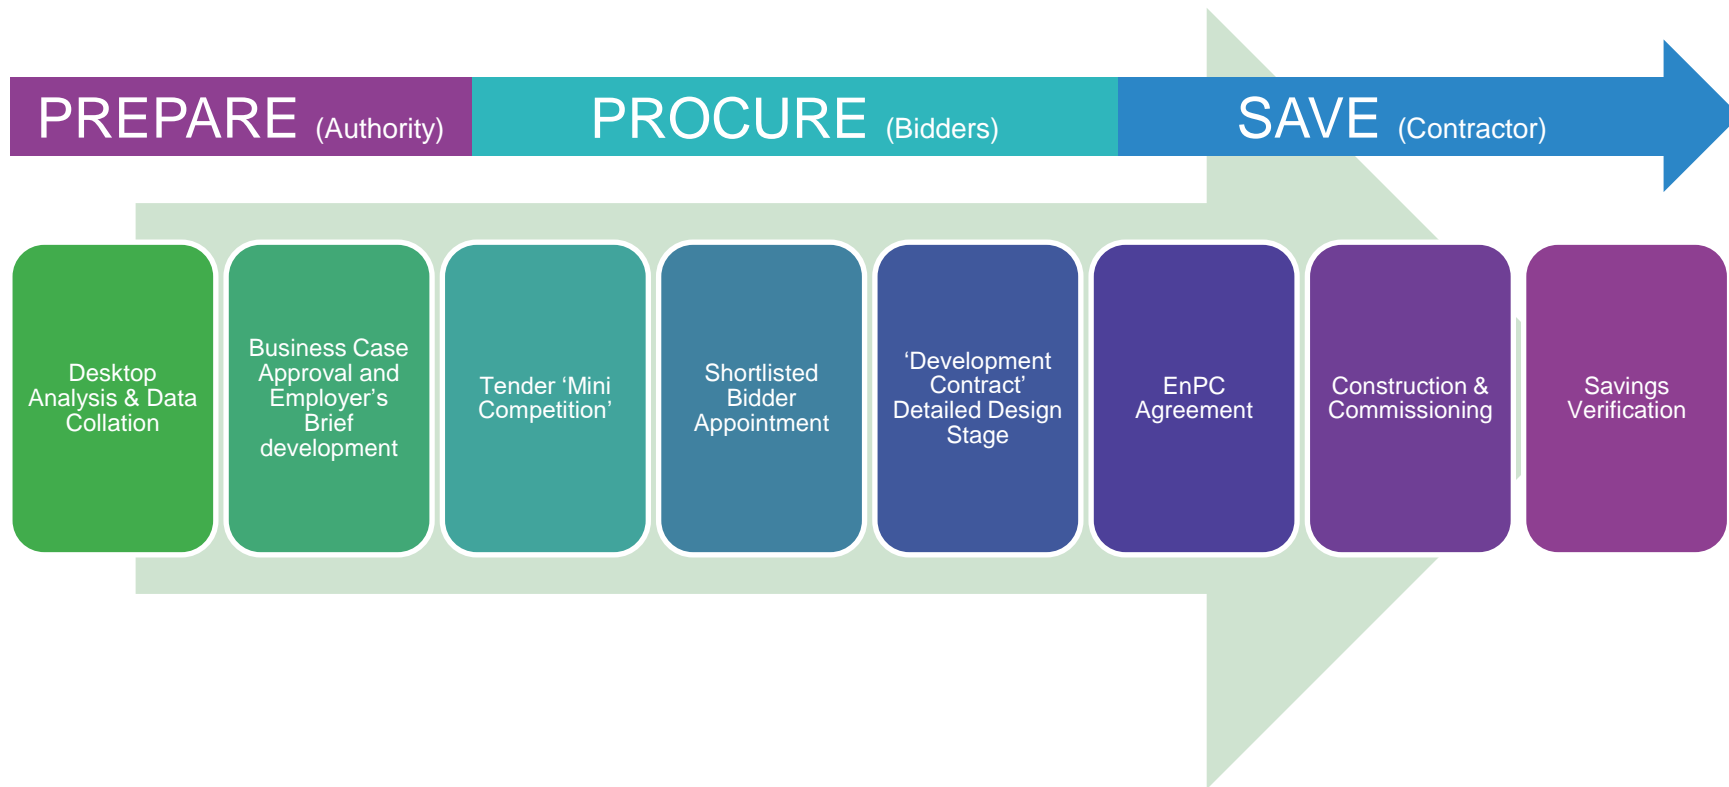 PREPARE (Authority)
PROCURE (Bidders)
SAVE (Contractor)
Desktop
Analysis & Data
Collation
Business Case
Approval and
Employer’s
Brief
development
Tender ‘Mini
Competition’
Shortlisted
Bidder
Appointment
‘Development
Contract’
Detailed Design
Stage
EnPC
Agreement
Construction &
Commissioning
Savings
Verification